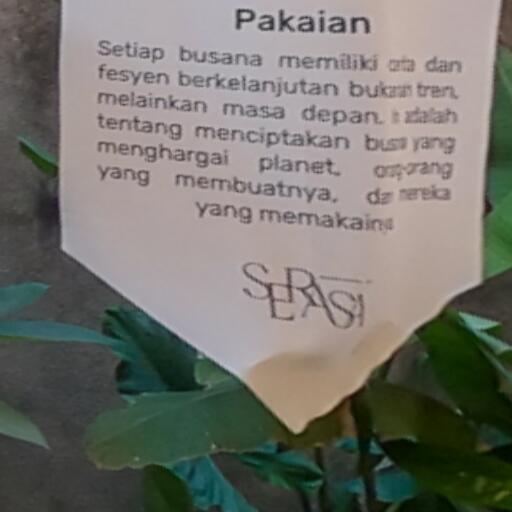 Pakaian
Setiap busana memiliki cerita dan
fesyen berkelanjutan bukanlah tren,
melainkan masa depan. Ini adalah
tentang menciptakan busana yang
menghargai planet, orang-orang
yang membuatnya, dan mereka
yang memakainya
SERASI